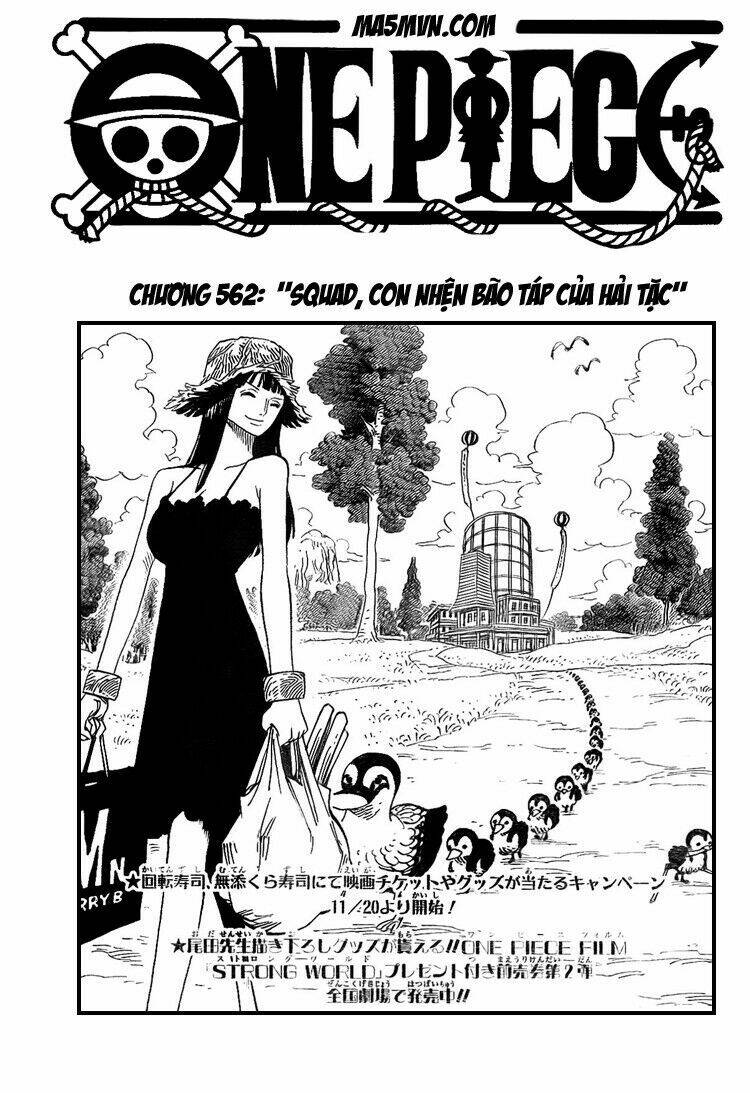 MA5MVN.COM
ONE PIECE
CHƯƠNG 562: "SQUAD, CON NHỆN BÃO TÁP CỦA HẢI TẶC"
★回転寿司、無添くら寿司にて映画チケットやグッズが当たるキャンペーン
11/20より開始!
★尾田先生描き下ろしグッズが貰える!!ONE PIECE FILM
「STRONG WORLD」プレゼント付き前売券第2弾
全国劇場で発売中!!